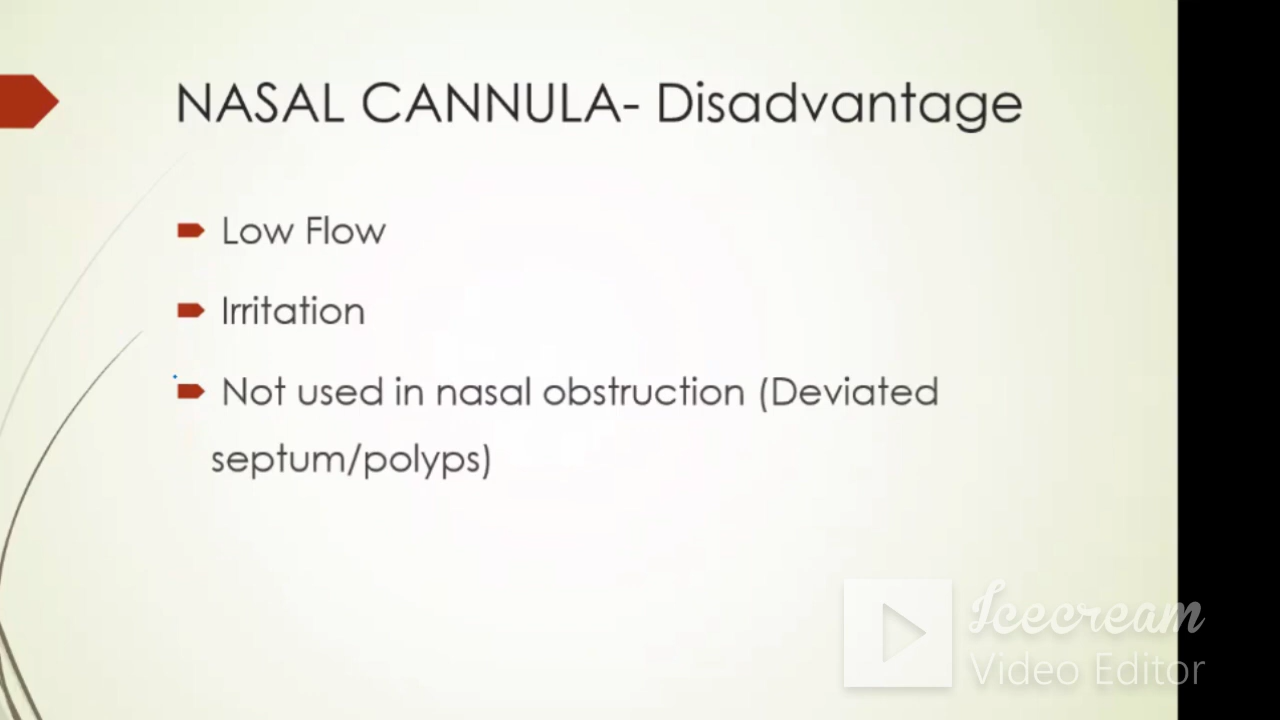 NASAL CANNULA- Disadvantage
Low Flow
Irritation
Not used in nasal obstruction (Deviated
septum/polyps)
Icecream
Video Editor